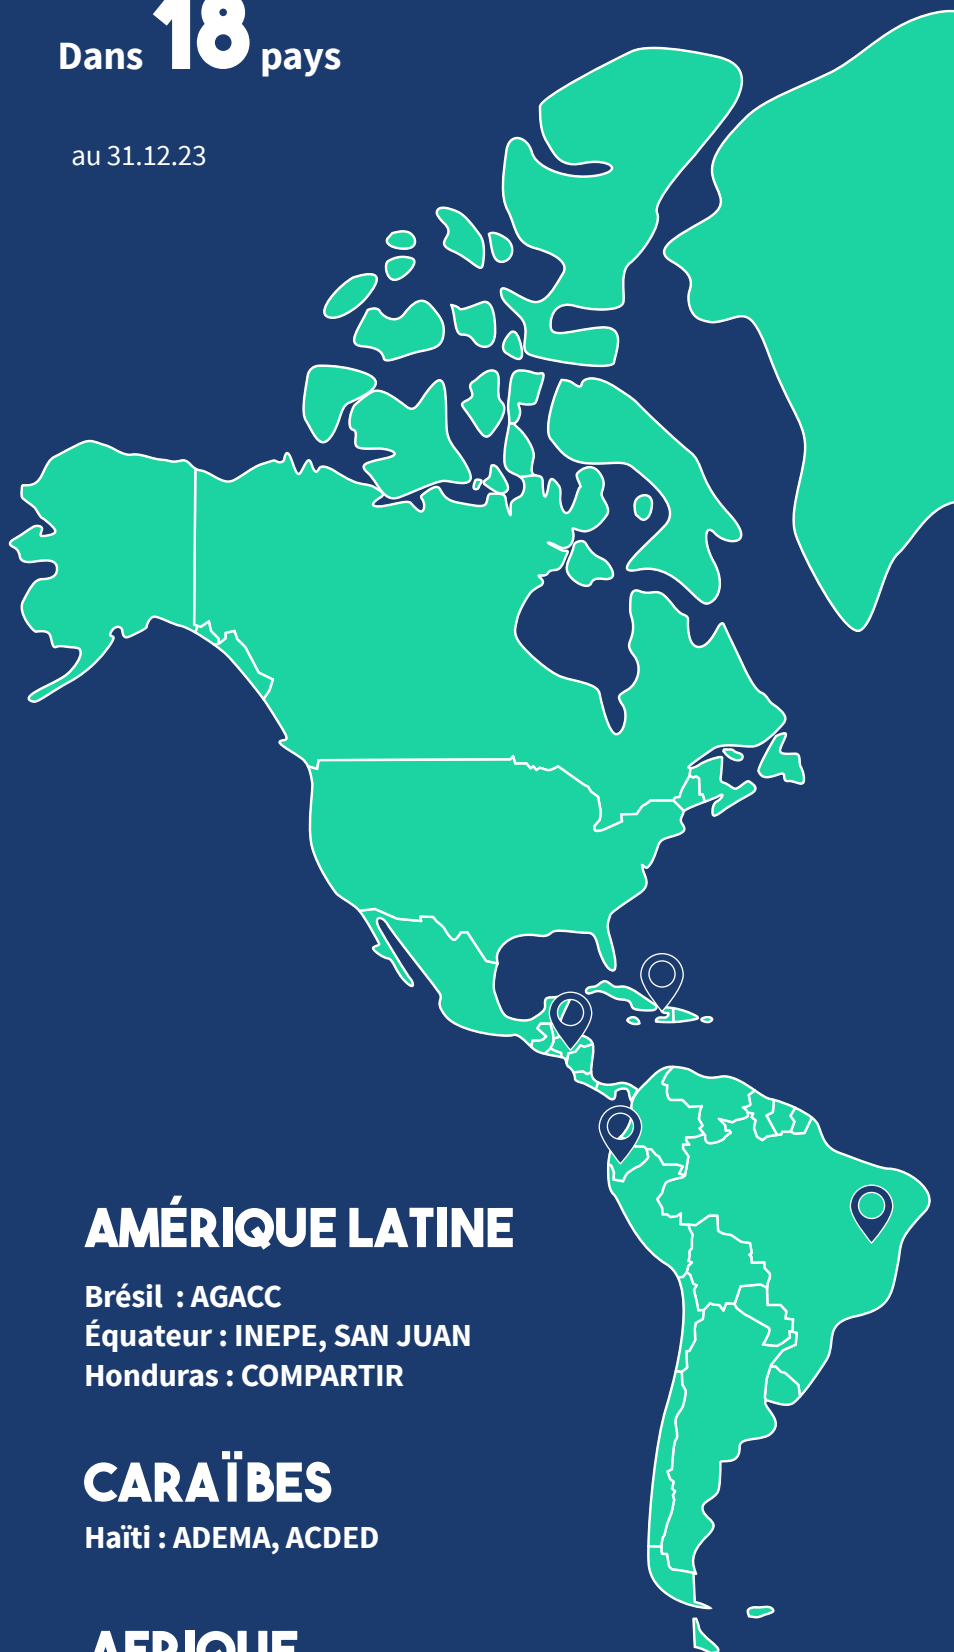 Dans 18 pays
au 31.12.23
AMÉRIQUE LATINE
Brésil : AGACC
Équateur : INEPE, SAN JUAN
Honduras : COMPARTIR
CARAÏBES
Haïti : ADEMA, ACDED
AFRIQUE